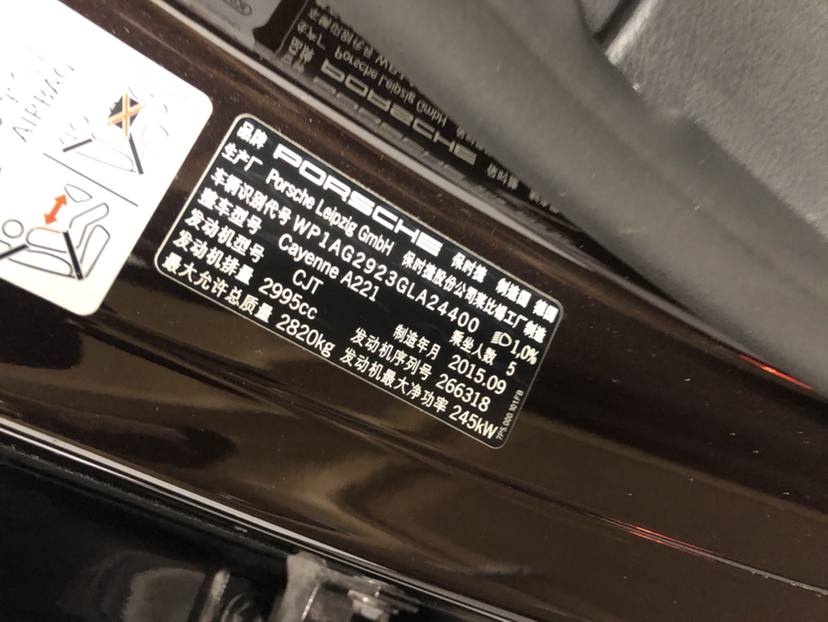 AIRBAG
品牌 PORSCHE 保时捷 制造国 德国
生产厂 Porsche Leipzig GmbH 保时捷股份公司莱比锡工厂制造
车辆识别代号 WP1AG2923GLA24400 1,0%
整车型号 Cayenne A221 乘坐人数 5
发动机型号 CJT 制造年月 2015.09
发动机排量 2995cc 发动机序列号 266318
最大允许总质量 2820kg 发动机最大净功率 245kW
7P5.000.101FB